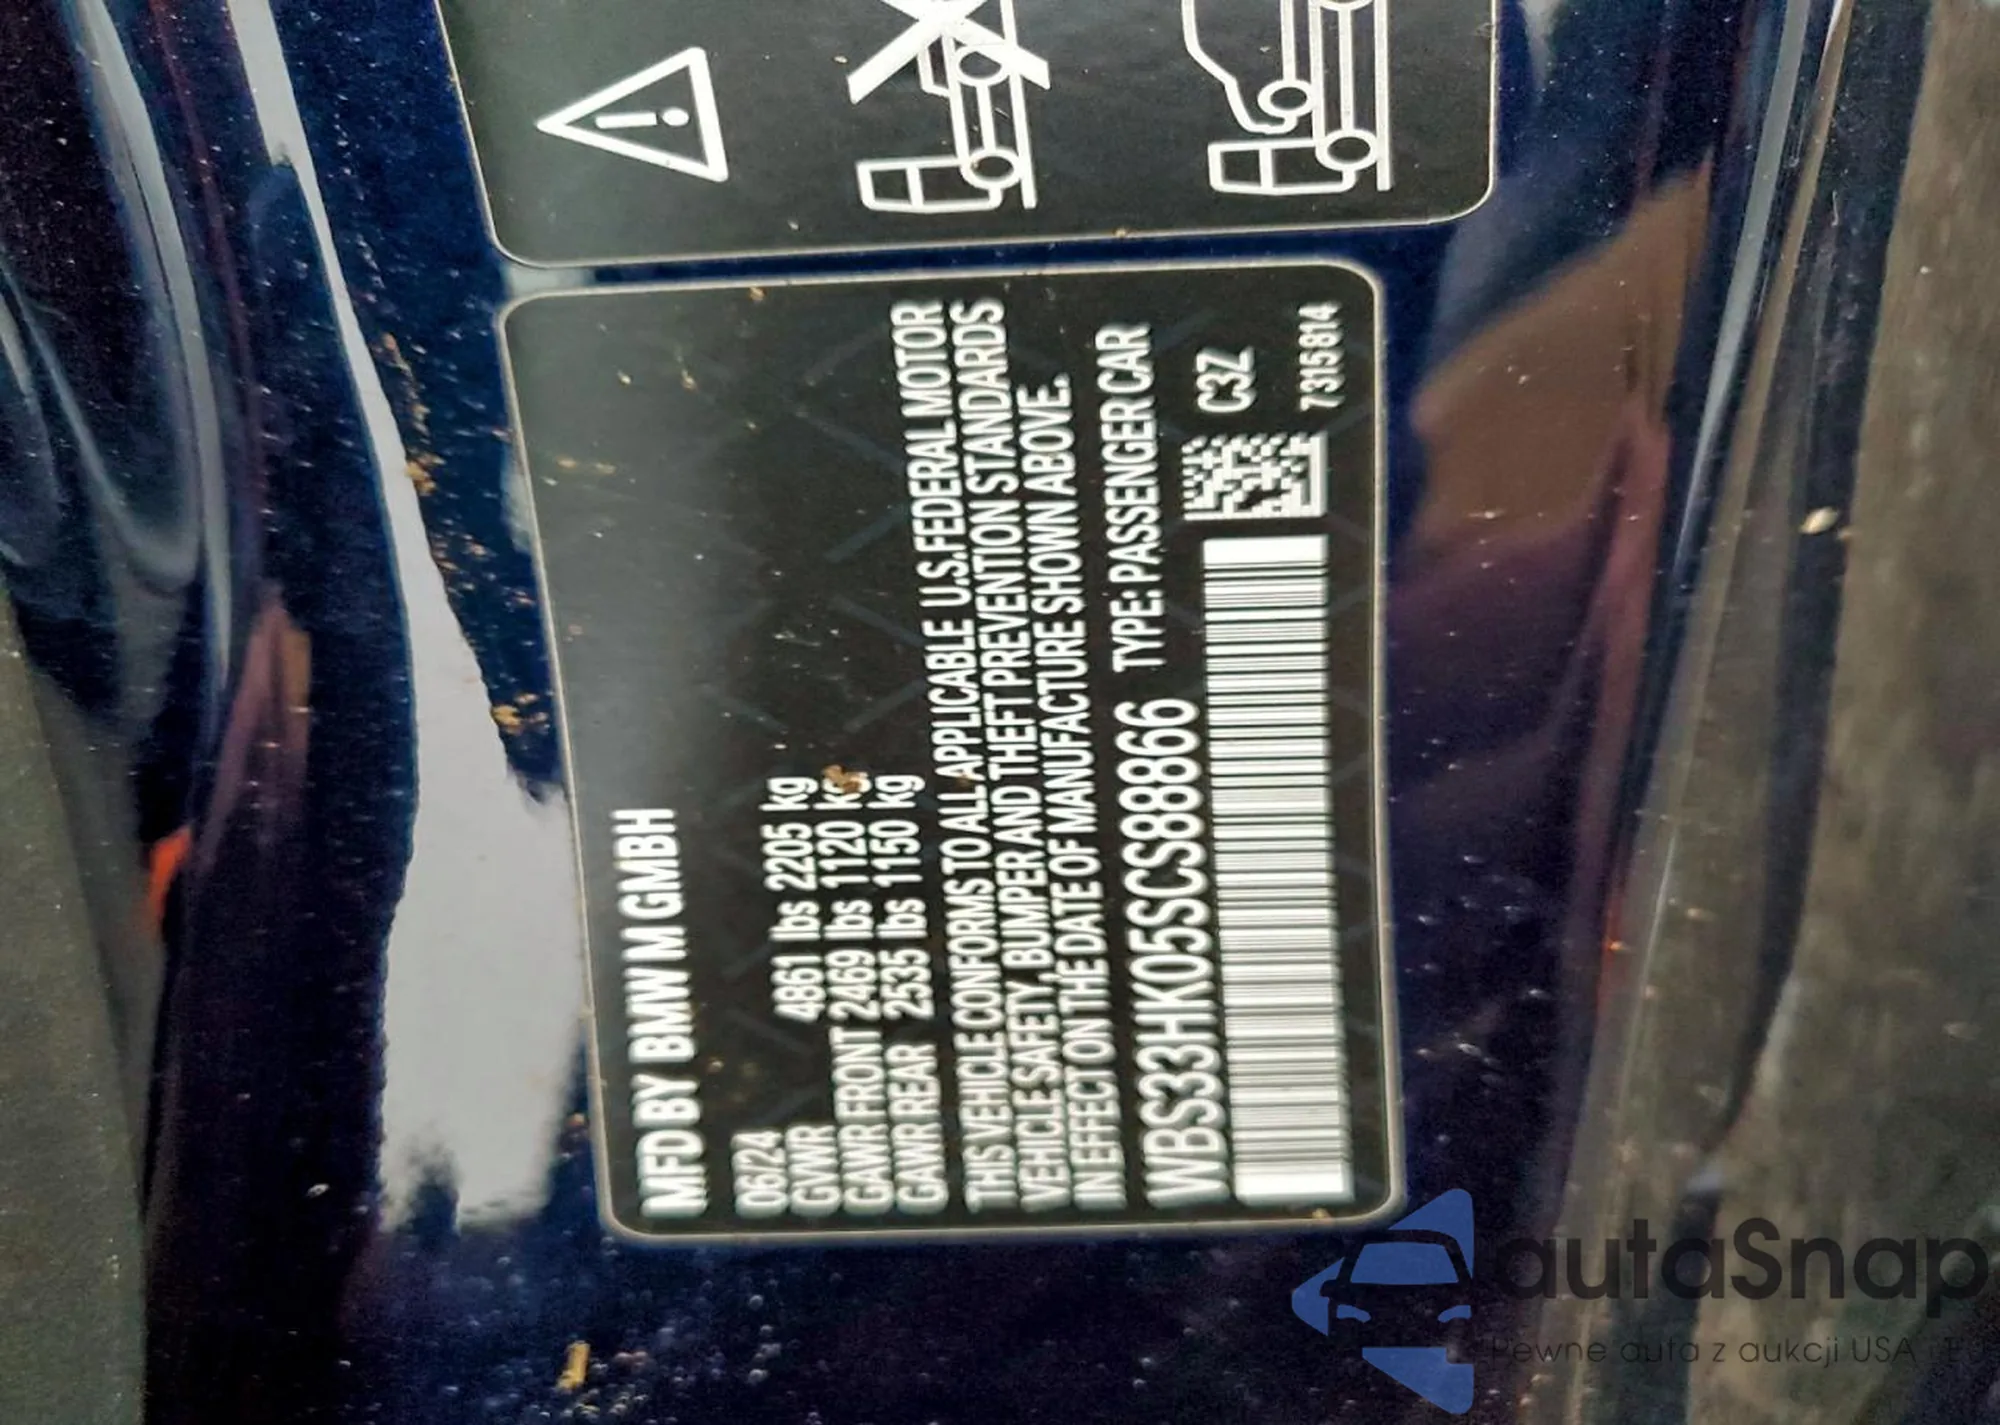 MFD BY BMW M GMBH
06/24
GVWR 4861 lbs 2205 kg
GAWR FRONT 2469 lbs 1120 kg
GAWR REAR 2535 lbs 1150 kg
THIS VEHICLE CONFORMS TO ALL APPLICABLE U.S. FEDERAL MOTOR
VEHICLE SAFETY, BUMPER AND THEFT PREVENTION STANDARDS
IN EFFECT ON THE DATE OF MANUFACTURE SHOWN ABOVE.
WBS33HK05SCS88866 TYPE: PASSENGER CAR
C3Z
7315814
autaSnap
Pewne auta z aukcji USA i EU